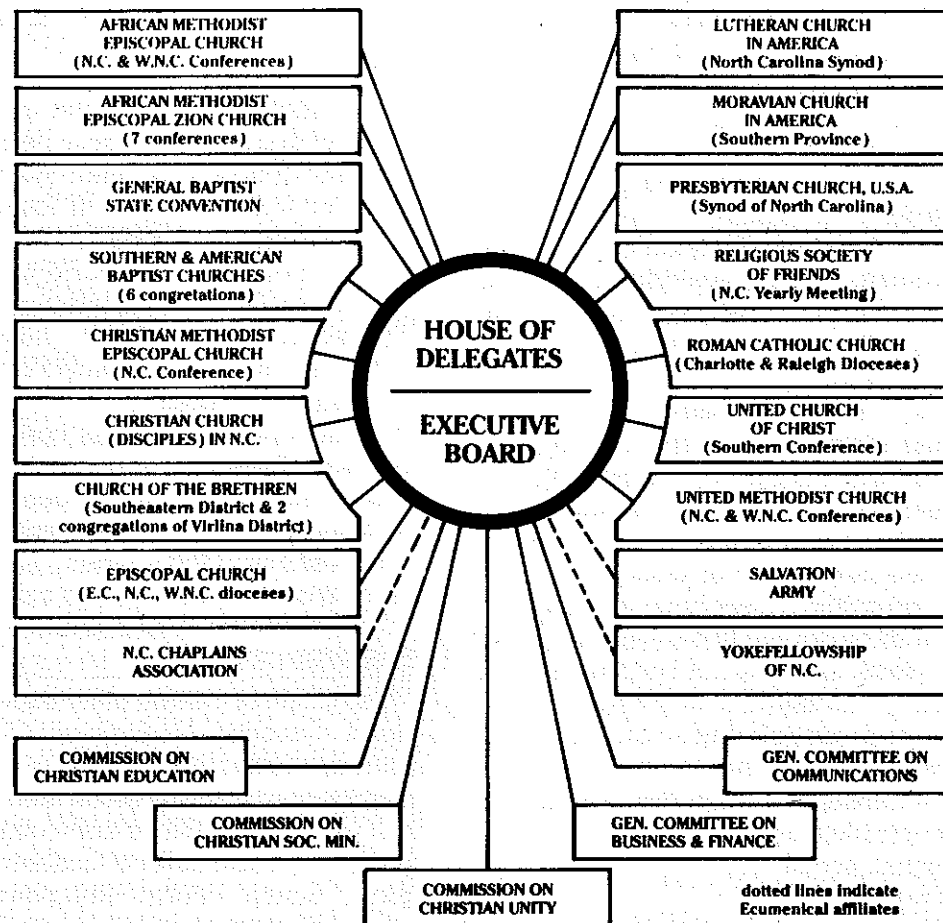 AFRICAN METHODIST
EPISCOPAL CHURCH
(N.C. & W.N.C. Conferences)
AFRICAN METHODIST
EPISCOPAL ZION CHURCH
(7 conferences)
GENERAL BAPTIST
STATE CONVENTION
SOUTHERN & AMERICAN
BAPTIST CHURCHES
(6 congretations)
CHRISTIAN METHODIST
EPISCOPAL CHURCH
(N.C. Conference)
CHRISTIAN CHURCH
(DISCIPLES) IN N.C.
CHURCH OF THE BRETHREN
(Southeastern District & 2
congregations of Virlina District)
EPISCOPAL CHURCH
(E.C., N.C., W.N.C. dioceses)
N.C. CHAPLAINS
ASSOCIATION
HOUSE OF
DELEGATES
EXECUTIVE
BOARD
LUTHERAN CHURCH
IN AMERICA
(North Carolina Synod)
MORAVIAN CHURCH
IN AMERICA
(Southern Province)
PRESBYTERIAN CHURCH, U.S.A.
(Synod of North Carolina)
RELIGIOUS SOCIETY
OF FRIENDS
(N.C. Yearly Meeting)
ROMAN CATHOLIC CHURCH
(Charlotte & Raleigh Dioceses)
UNITED CHURCH
OF CHRIST
(Southern Conference)
UNITED METHODIST CHURCH
(N.C. & W.N.C. Conferences)
SALVATION
ARMY
YOKEFELLOWSHIP
OF N.C.
COMMISSION ON
CHRISTIAN EDUCATION
COMMISSION ON
CHRISTIAN SOC. MIN.
COMMISSION ON
CHRISTIAN UNITY
GEN. COMMITTEE ON
BUSINESS & FINANCE
GEN. COMMITTEE ON
COMMUNICATIONS
dotted lines indicate
Ecumenical affiliates